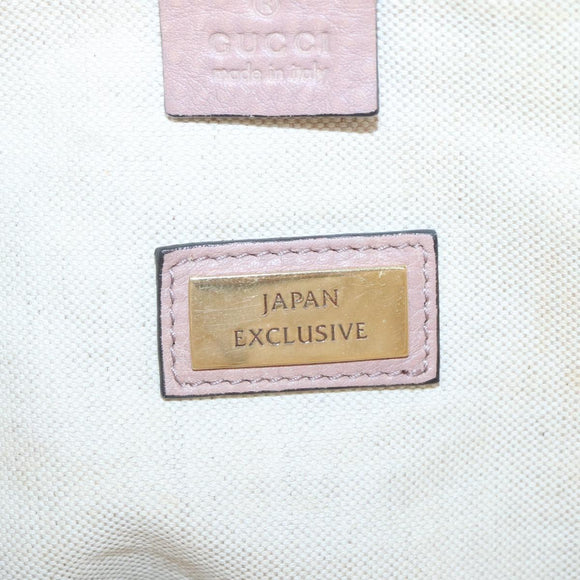 ®
GUCCI
made in italy
JAPAN
EXCLUSIVE